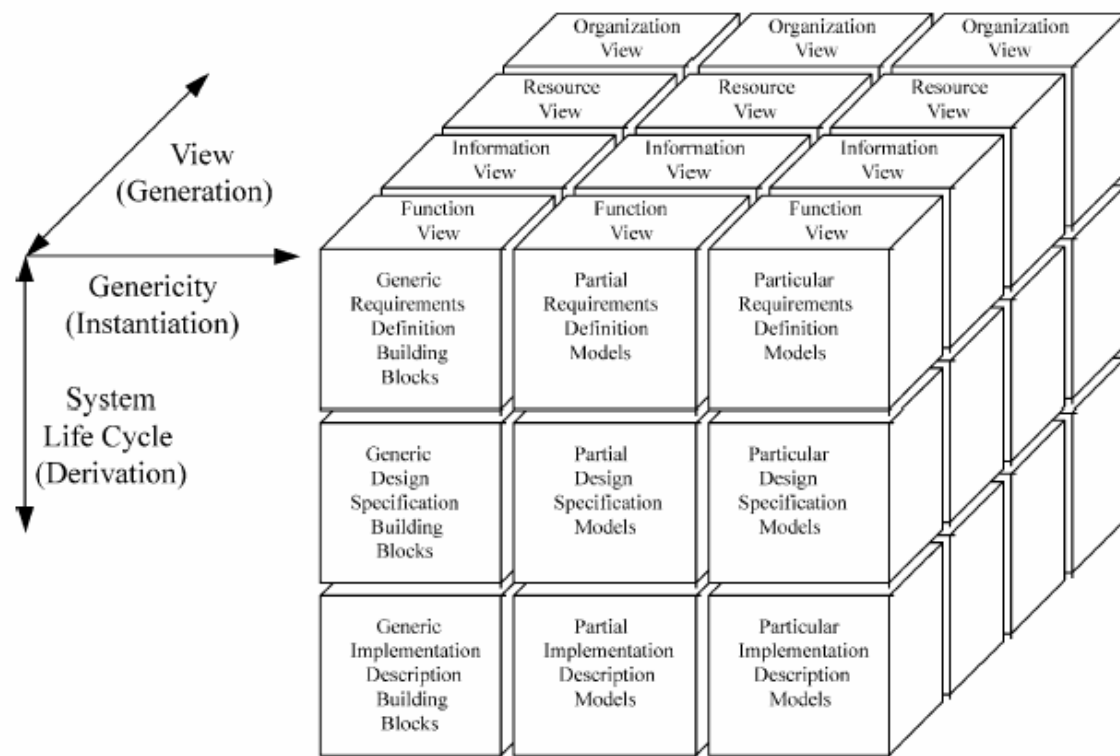 Organization
View
Organization
View
Organization
View
Resource
View
Resource
View
Resource
View
Information
View
Information
View
Information
View
Function
View
Function
View
Function
View
View
(Generation)
Genericity
(Instantiation)
System
Life Cycle
(Derivation)
Generic
Requirements
Definition
Building
Blocks
Partial
Requirements
Definition
Models
Particular
Requirements
Definition
Models
Generic
Design
Specification
Building
Blocks
Partial
Design
Specification
Models
Particular
Design
Specification
Models
Generic
Implementation
Description
Building
Blocks
Partial
Implementation
Description
Models
Particular
Implementation
Description
Models